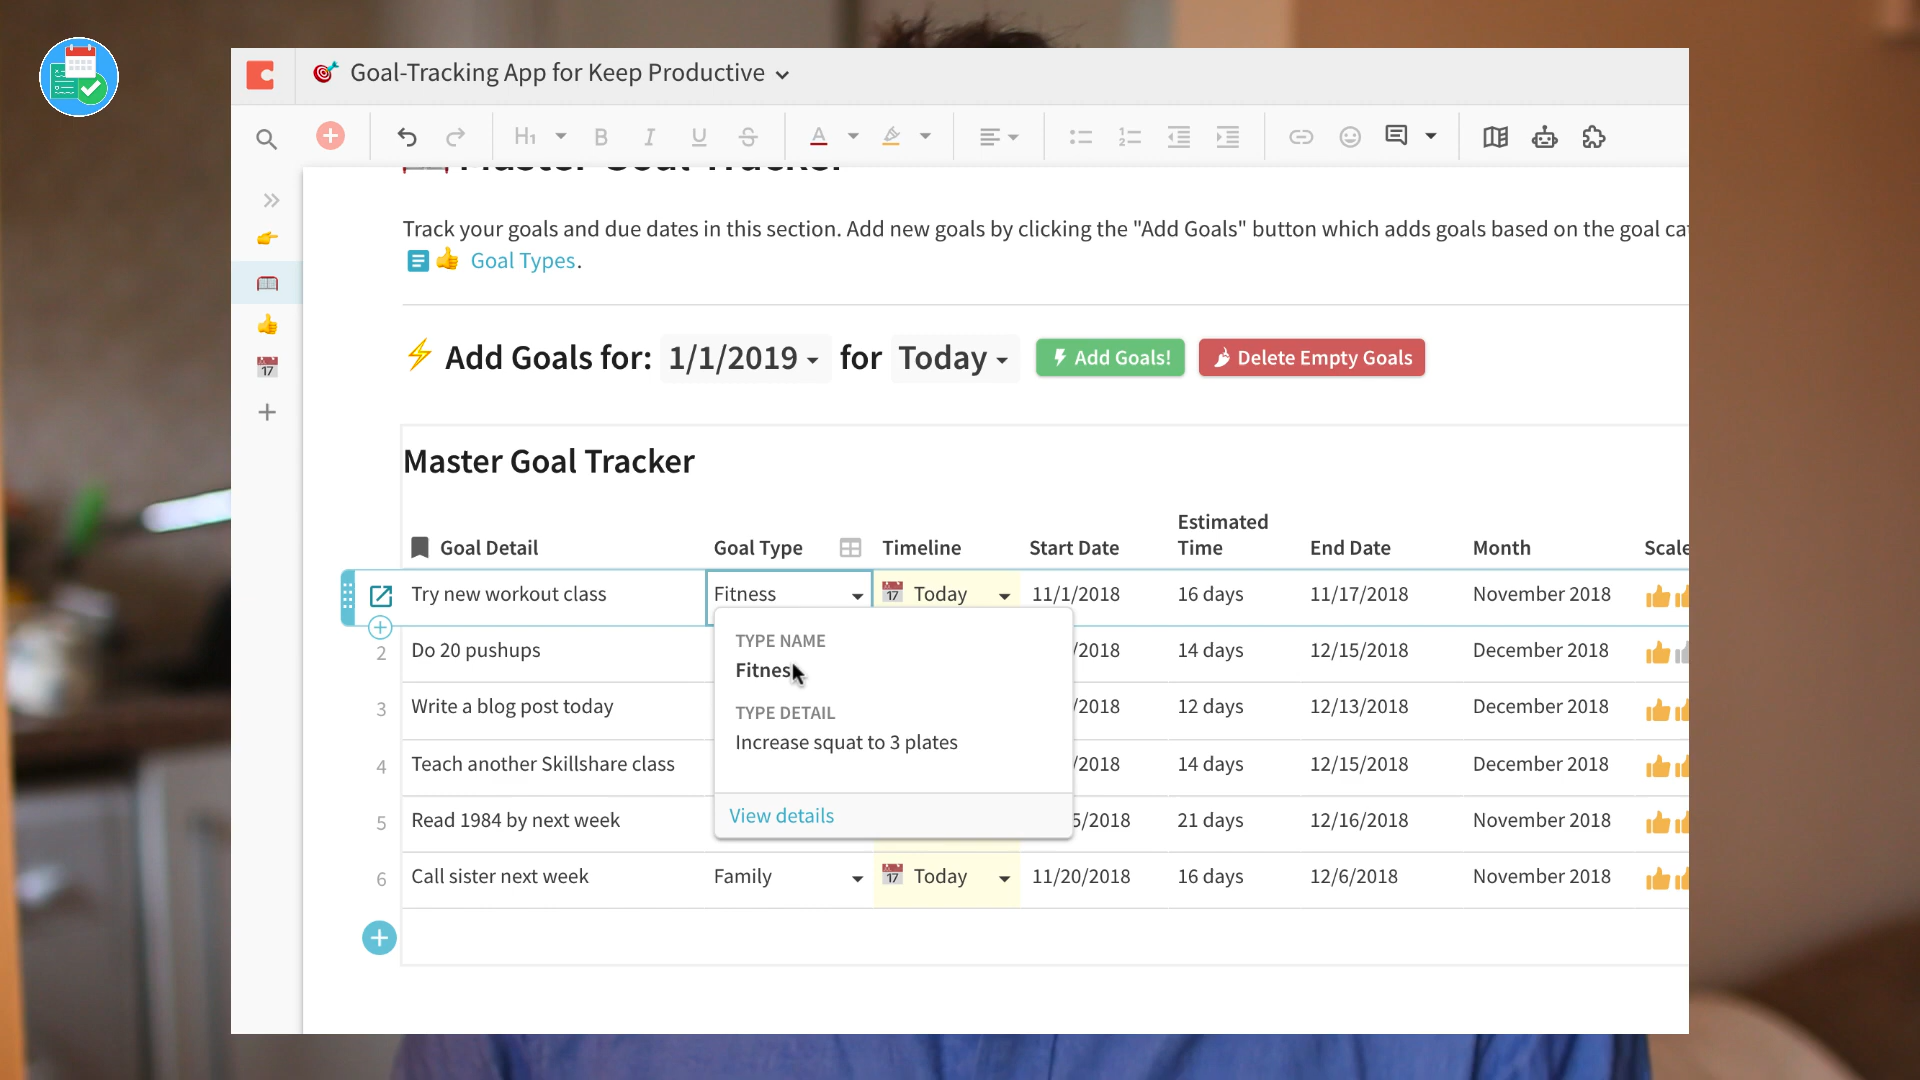 Goal-Tracking App for Keep Productive
H1 B I U S A
Master Goal Tracker
Track your goals and due dates in this section. Add new goals by clicking the "Add Goals" button which adds goals based on the goal
Goal Types.
Add Goals for: 1/1/2019 for Today Add Goals! Delete Empty Goals
Master Goal Tracker
Goal Detail Goal Type Timeline Start Date Estimated Time End Date Month Scale
Try new workout class Fitness Today 11/1/2018 16 days 11/17/2018 November 2018
2 Do 20 pushups /2018 14 days 12/15/2018 December 2018
3 Write a blog post today /2018 12 days 12/13/2018 December 2018
4 Teach another Skillshare class /2018 14 days 12/15/2018 December 2018
5 Read 1984 by next week 5/2018 21 days 12/16/2018 November 2018
6 Call sister next week Family Today 11/20/2018 16 days 12/6/2018 November 2018
TYPE NAME
Fitness
TYPE DETAIL
Increase squat to 3 plates
View details